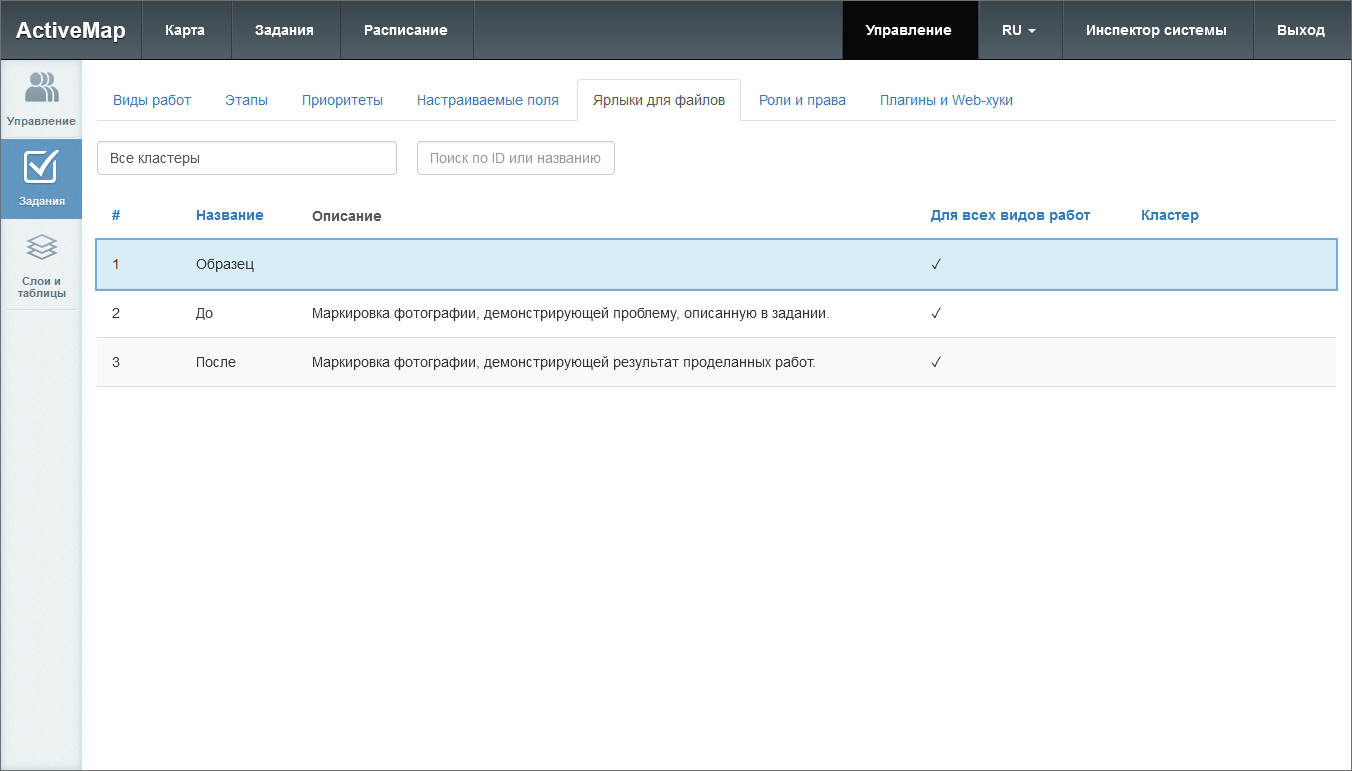 ActiveMap Карта Задания Расписание Управление RU Инспектор системы Выход
Управление
Задания
Слои и
таблицы
Виды работ Этапы Приоритеты Настраиваемые поля Ярлыки для файлов Роли и права Плагины и Web-хуки
Все кластеры Поиск по ID или названию
# Название Описание Для всех видов работ Кластер
1 Образец ✓
2 До Маркировка фотографии, демонстрирующей проблему, описанную в задании. ✓
3 После Маркировка фотографии, демонстрирующей результат проделанных работ. ✓